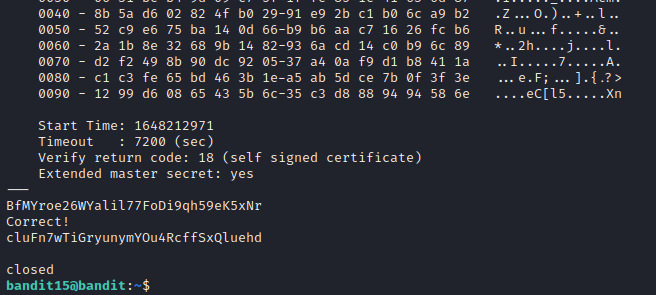 0040 - 8b 5a d6 02 82 4f b0 29-91 e9 2b c1 b0 6c a9 b2   .Z...O.)..+..l..
0050 - 52 c9 e6 75 ba 14 0d 66-b9 b6 aa c7 16 26 fc b6   R..u...f.....&..
0060 - 2a 1b 8e 32 68 9b 14 82-93 6a cd 14 c0 b9 6c 89   *..2h....j....l.
0070 - d2 f2 49 8b 90 dc 92 05-37 a4 0a f9 d1 b8 41 1a   ..I.....7.....A.
0080 - c1 c3 fe 65 bd 46 3b 1e-a5 ab 5d ce 7b 0f 3f 3e   ...e.F;...].{.?>
0090 - 12 99 d6 08 65 43 5b 6c-35 c3 d8 88 94 94 58 6e   ....eC[l5.....Xn
Start Time: 1648212971
Timeout   : 7200 (sec)
Verify return code: 18 (self signed certificate)
Extended master secret: yes
---
BfMYroe26WYalil77FoDi9qh59eK5xNr
Correct!
cluFn7wTiGryunymYOu4RcffSxQluehd
closed
bandit15@bandit:~$